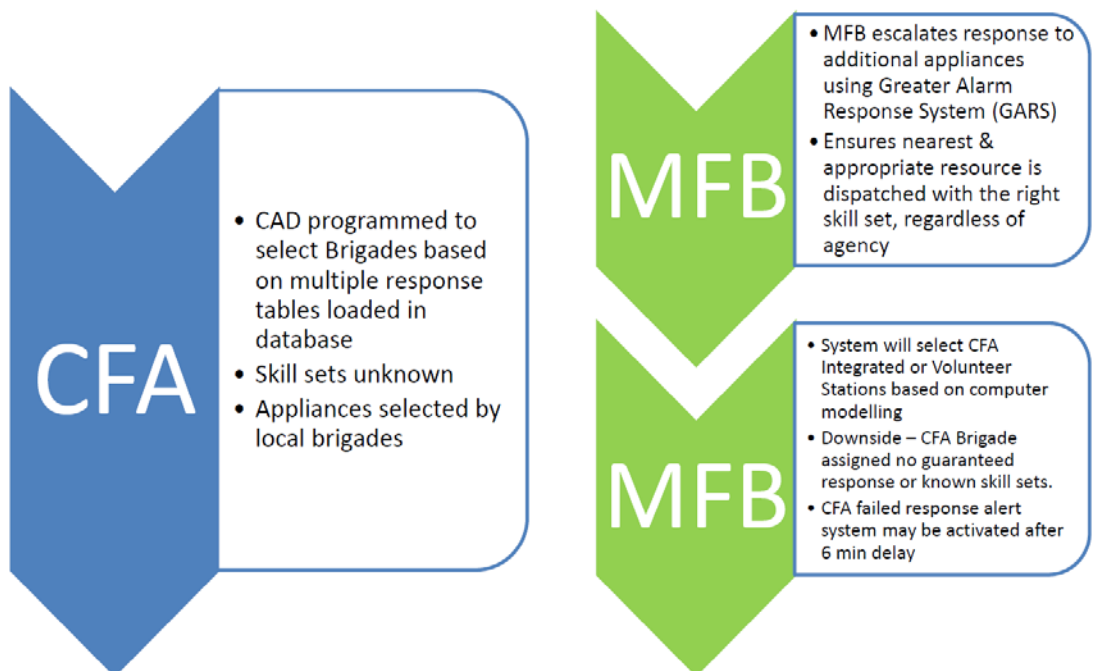 CFA
• CAD programmed to
select Brigades based
on multiple response
tables loaded in
database
• Skill sets unknown
• Appliances selected by
local brigades
MFB
• MFB escalates response to
additional appliances
using Greater Alarm
Response System (GARS)
• Ensures nearest &
appropriate resource is
dispatched with the right
skill set, regardless of
agency
MFB
• System will select CFA
Integrated or Volunteer
Stations based on computer
modelling
• Downside – CFA Brigade
assigned no guaranteed
response or known skill sets.
• CFA failed response alert
system may be activated after
6 min delay